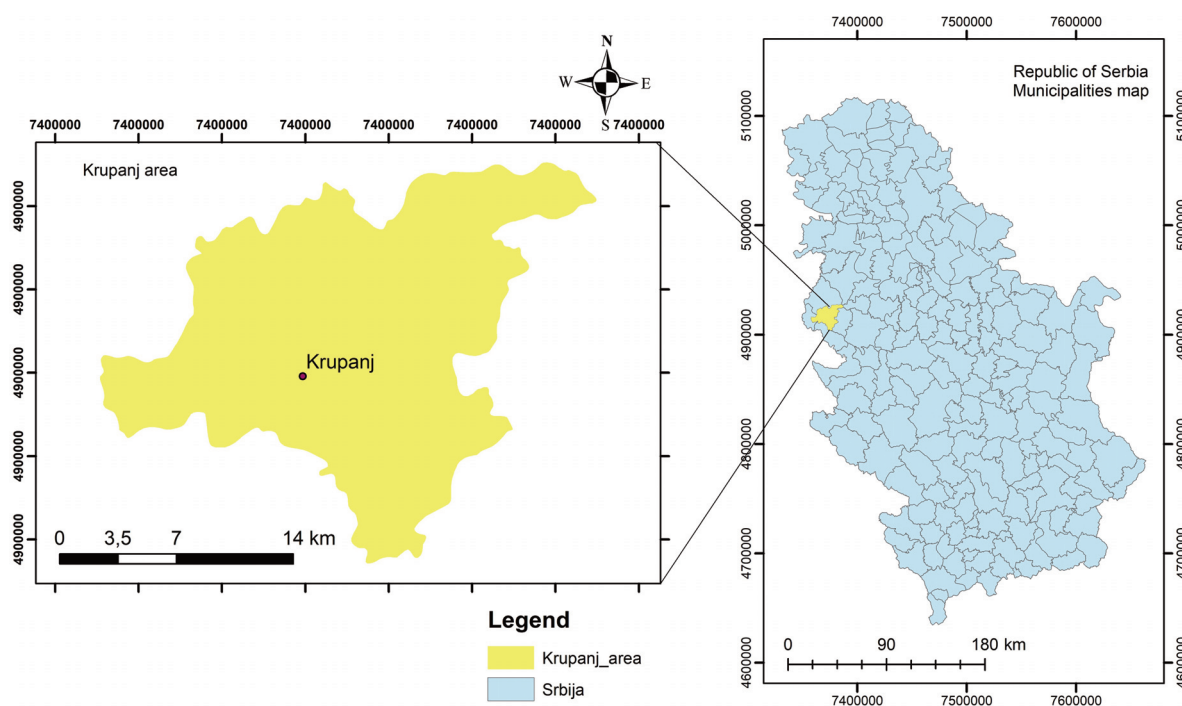 N
W E
S
7400000 7400000 7400000 7400000 7400000 7400000 7400000 7400000
Krupanj area
4900000
4900000
4900000
4900000
4900000
Krupanj
0 3,5 7 14 km
Legend
Krupanj_area
Srbija
7400000 7500000 7600000
Republic of Serbia
Municipalities map
5100000 5100000
5000000 5000000
4900000 4900000
4800000 4800000
4700000 4700000
4600000 4600000
0 90 180 km
7400000 7500000 7600000